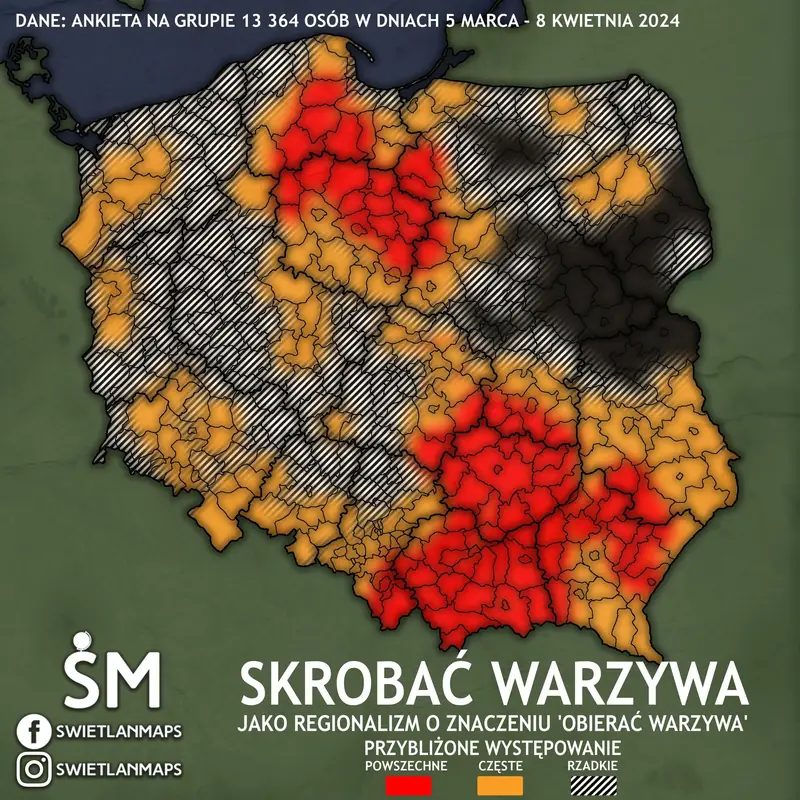 DANE: ANKIETA NA GRUPIE 13 364 OSÓB W DNIACH 5 MARCA - 8 KWIETNIA 2024
ŚM
SWIETLANMAPS
SWIETLANMAPS
SKROBAĆ WARZYWA
JAKO REGIONALIZM O ZNACZENIU 'OBIERAĆ WARZYWA'
PRZYBLIŻONE WYSTĘPOWANIE
POWSZECHNE CZĘSTE RZADKIE